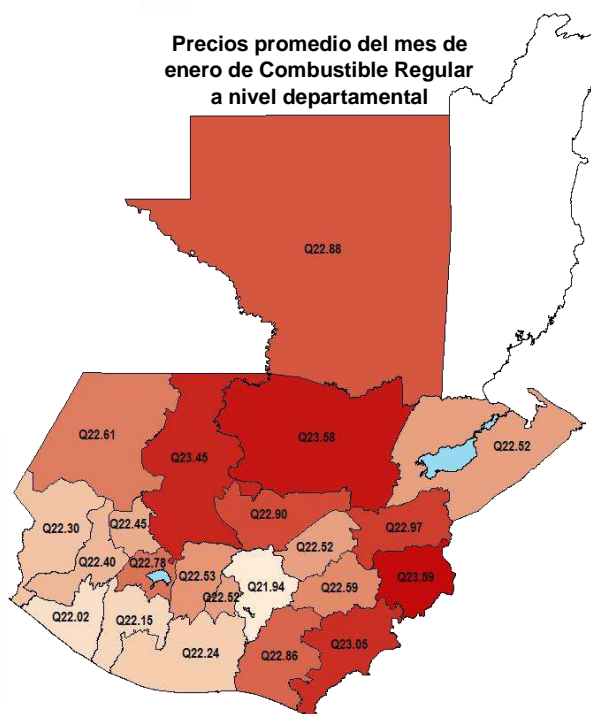 Precios promedio del mes de
enero de Combustible Regular
a nivel departamental
Q22.88
Q22.61
Q23.45
Q23.58
Q22.52
Q22.30
Q22.45
Q22.90
Q22.97
Q22.40
Q22.78
Q22.53
Q22.52
Q21.94
Q22.52
Q22.59
Q23.59
Q22.02
Q22.15
Q22.24
Q22.86
Q23.05